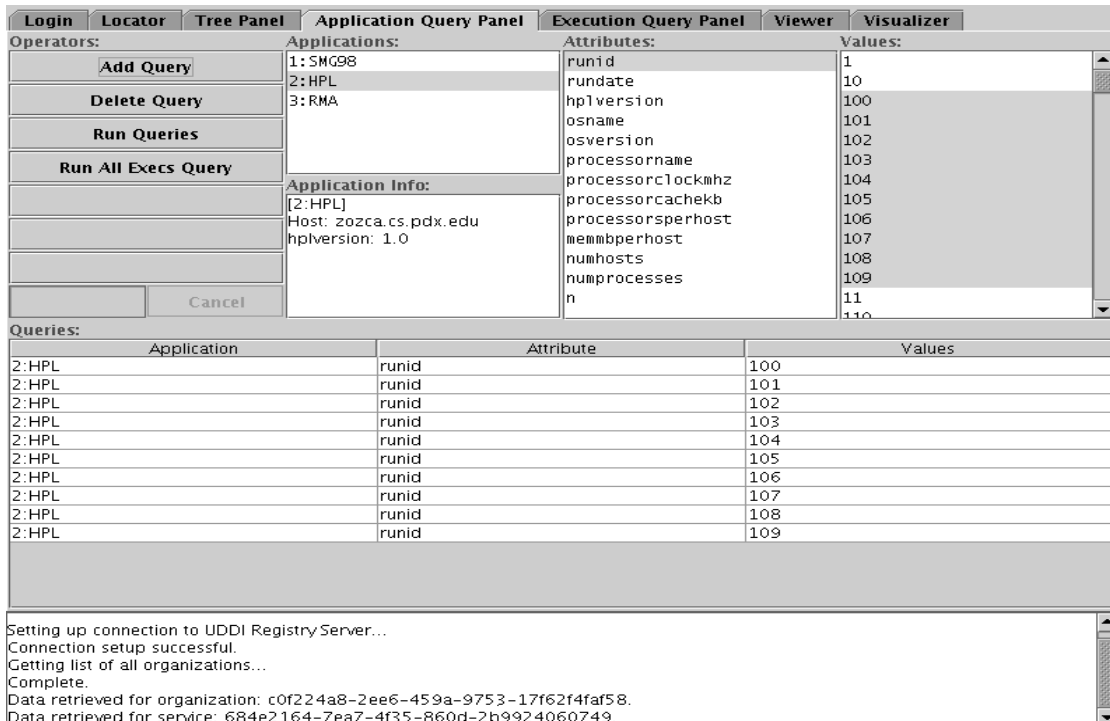 Login Locator Tree Panel Application Query Panel Execution Query Panel Viewer Visualizer
Operators:
Add Query
Delete Query
Run Queries
Run All Execs Query
Cancel
Applications:
1:SMG98
2:HPL
3:RMA
Application Info:
[2:HPL]
Host: zozca.cs.pdx.edu
hplversion: 1.0
Attributes:
runid
rundate
hplversion
osname
osversion
processorname
processorclockmhz
processorcachekb
processorsperhost
memmbperhost
numhosts
numprocesses
n
Values:
1
10
100
101
102
103
104
105
106
107
108
109
11
110
Queries:
Application Attribute Values
2:HPL runid 100
2:HPL runid 101
2:HPL runid 102
2:HPL runid 103
2:HPL runid 104
2:HPL runid 105
2:HPL runid 106
2:HPL runid 107
2:HPL runid 108
2:HPL runid 109
Setting up connection to UDDI Registry Server...
Connection setup successful.
Getting list of all organizations...
Complete.
Data retrieved for organization: c0f224a8-2ee6-459a-9753-17f62f4faf58.
Data retrieved for service: 684e2164-7ea7-4f35-860d-2b9924060749